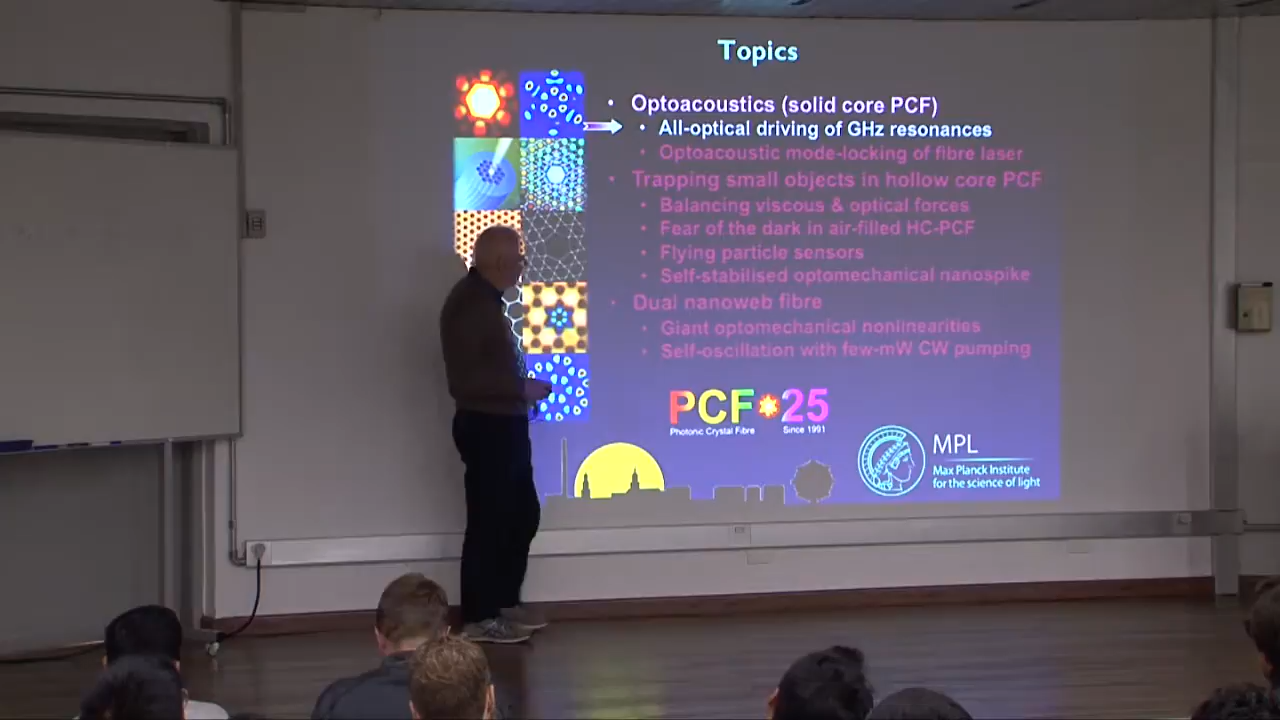 Topics
• Optoacoustics (solid core PCF)
• All-optical driving of GHz resonances
• Optoacoustic mode-locking of fibre laser
• Trapping small objects in hollow core PCF
• Balancing viscous & optical forces
• Fear of the dark in air-filled HC-PCF
• Flying particle sensors
• Self-stabilised optomechanical nanospike
• Dual nanoweb fibre
• Giant optomechanical nonlinearities
• Self-oscillation with few-mW CW pumping
PCF 25
Photonic Crystal Fibre Since 1991
MPL
Max Planck Institute
for the science of light